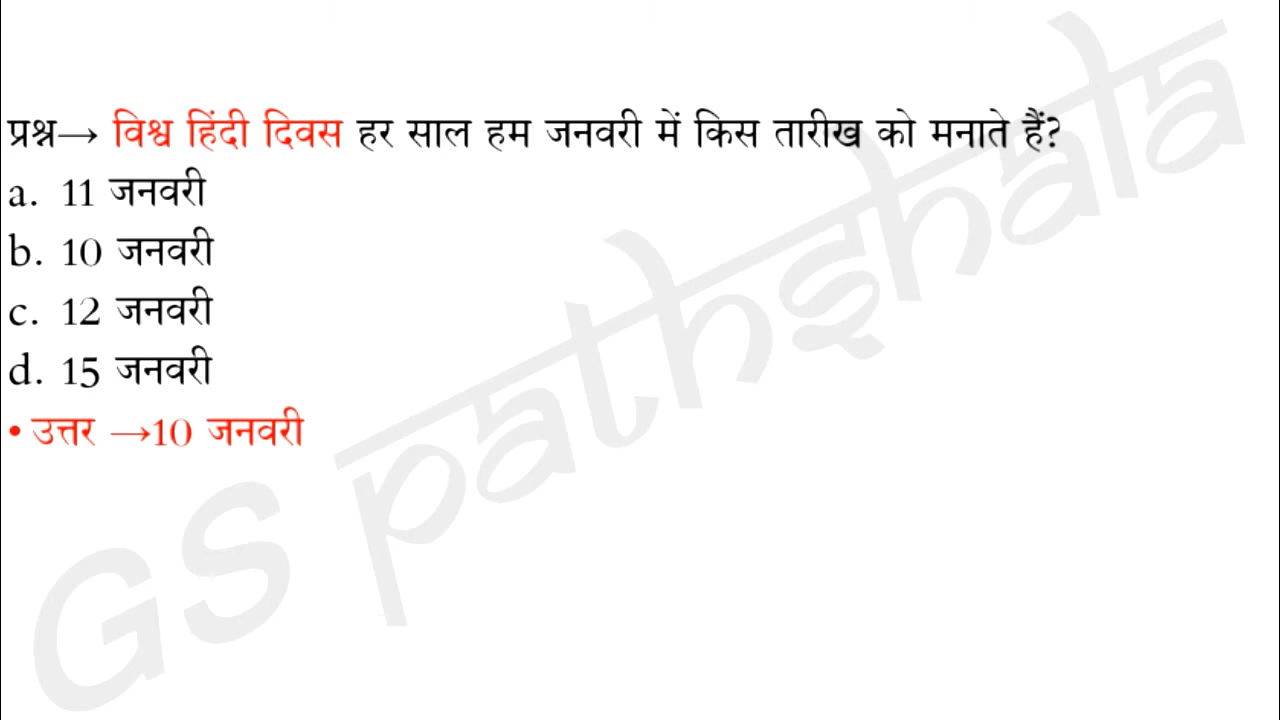 प्रश्न→ विश्व हिंदी दिवस हर साल हम जनवरी में किस तारीख को मनाते हैं?
a. 11 जनवरी
b. 10 जनवरी
c. 12 जनवरी
d. 15 जनवरी
• उत्तर →10 जनवरी
GS pathshala